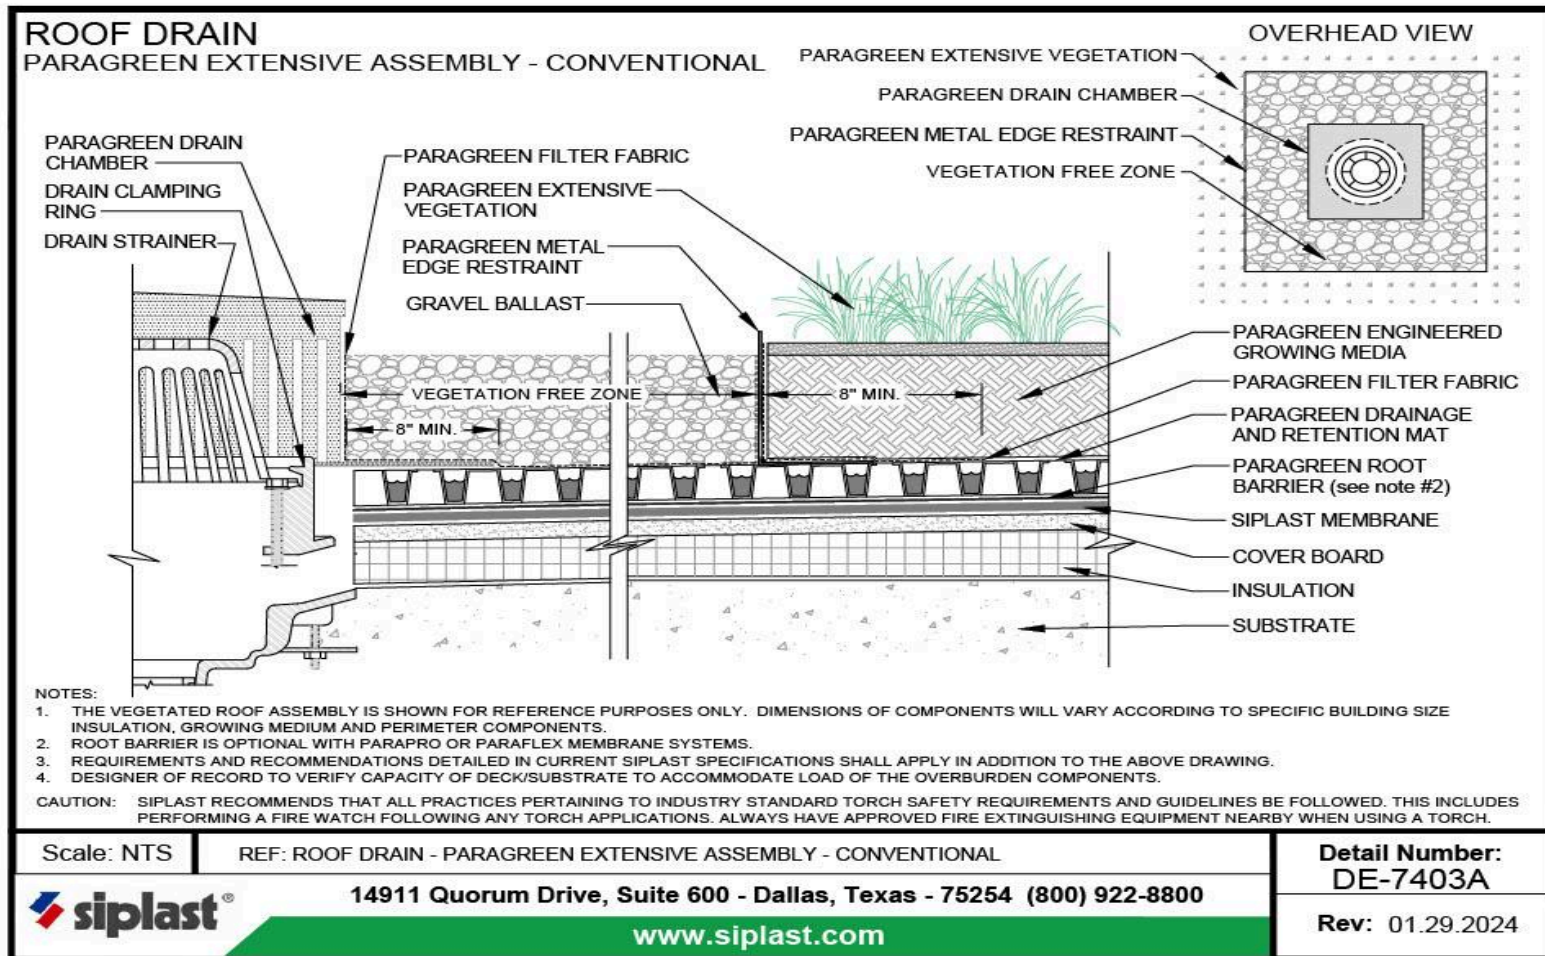 ROOF DRAIN
PARAGREEN EXTENSIVE ASSEMBLY - CONVENTIONAL
OVERHEAD VIEW
PARAGREEN EXTENSIVE VEGETATION
PARAGREEN DRAIN CHAMBER
PARAGREEN METAL EDGE RESTRAINT
VEGETATION FREE ZONE
PARAGREEN DRAIN
CHAMBER
DRAIN CLAMPING
RING
DRAIN STRAINER
PARAGREEN FILTER FABRIC
PARAGREEN EXTENSIVE
VEGETATION
PARAGREEN METAL
EDGE RESTRAINT
GRAVEL BALLAST
VEGETATION FREE ZONE
8" MIN.
8" MIN.
PARAGREEN ENGINEERED
GROWING MEDIA
PARAGREEN FILTER FABRIC
PARAGREEN DRAINAGE
AND RETENTION MAT
PARAGREEN ROOT
BARRIER (see note #2)
SIPLAST MEMBRANE
COVER BOARD
INSULATION
SUBSTRATE
NOTES:
1. THE VEGETATED ROOF ASSEMBLY IS SHOWN FOR REFERENCE PURPOSES ONLY. DIMENSIONS OF COMPONENTS WILL VARY ACCORDING TO SPECIFIC BUILDING SIZE
INSULATION, GROWING MEDIUM AND PERIMETER COMPONENTS.
2. ROOT BARRIER IS OPTIONAL WITH PARAPRO OR PARAFLEX MEMBRANE SYSTEMS.
3. REQUIREMENTS AND RECOMMENDATIONS DETAILED IN CURRENT SIPLAST SPECIFICATIONS SHALL APPLY IN ADDITION TO THE ABOVE DRAWING.
4. DESIGNER OF RECORD TO VERIFY CAPACITY OF DECK/SUBSTRATE TO ACCOMMODATE LOAD OF THE OVERBURDEN COMPONENTS.
CAUTION: SIPLAST RECOMMENDS THAT ALL PRACTICES PERTAINING TO INDUSTRY STANDARD TORCH SAFETY REQUIREMENTS AND GUIDELINES BE FOLLOWED. THIS INCLUDES
PERFORMING A FIRE WATCH FOLLOWING ANY TORCH APPLICATIONS. ALWAYS HAVE APPROVED FIRE EXTINGUISHING EQUIPMENT NEARBY WHEN USING A TORCH.
Scale: NTS
REF: ROOF DRAIN - PARAGREEN EXTENSIVE ASSEMBLY - CONVENTIONAL
Detail Number:
DE-7403A
siplast®
14911 Quorum Drive, Suite 600 - Dallas, Texas - 75254 (800) 922-8800
www.siplast.com
Rev: 01.29.2024